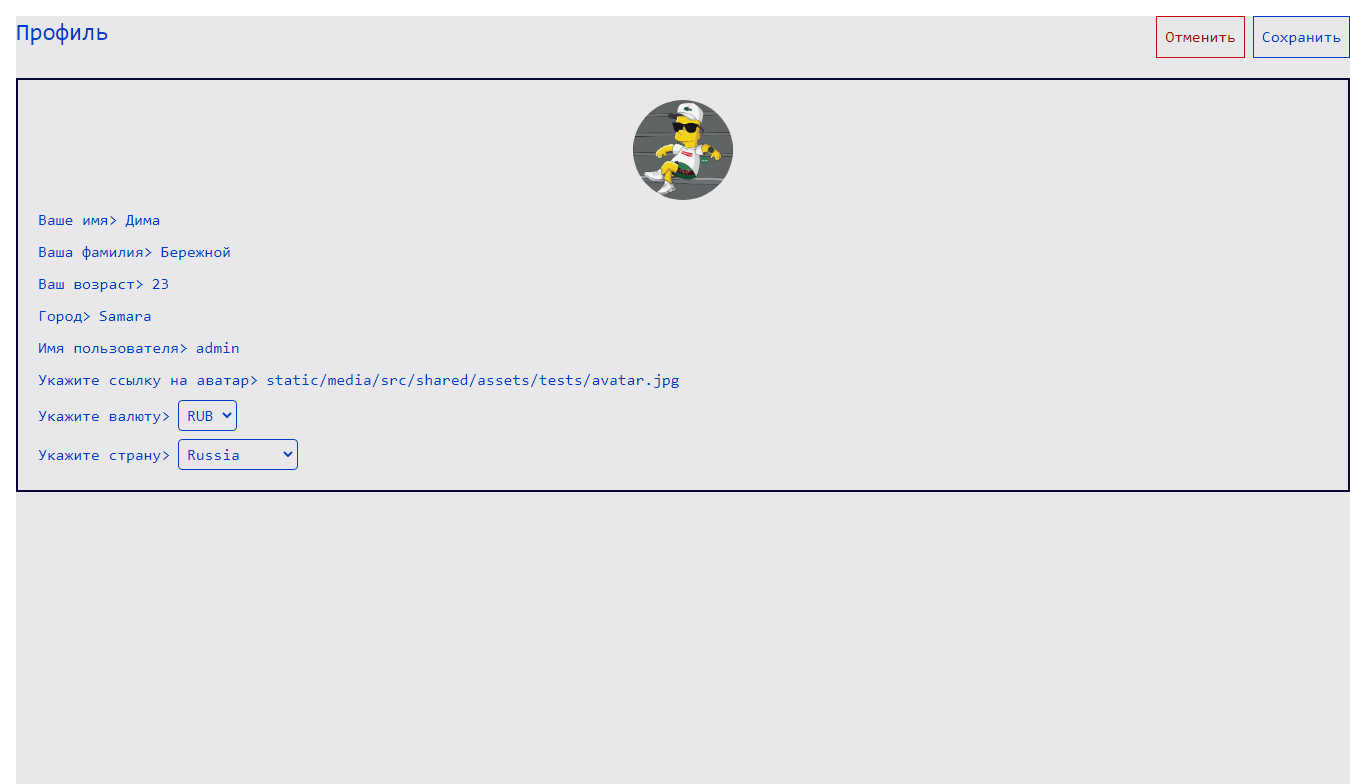 Профиль
Отменить
Сохранить
Ваше имя> Дима
Ваша фамилия> Бережной
Ваш возраст> 23
Город> Samara
Имя пользователя> admin
Укажите ссылку на аватар> static/media/src/shared/assets/tests/avatar.jpg
Укажите валюту> RUB
Укажите страну> Russia